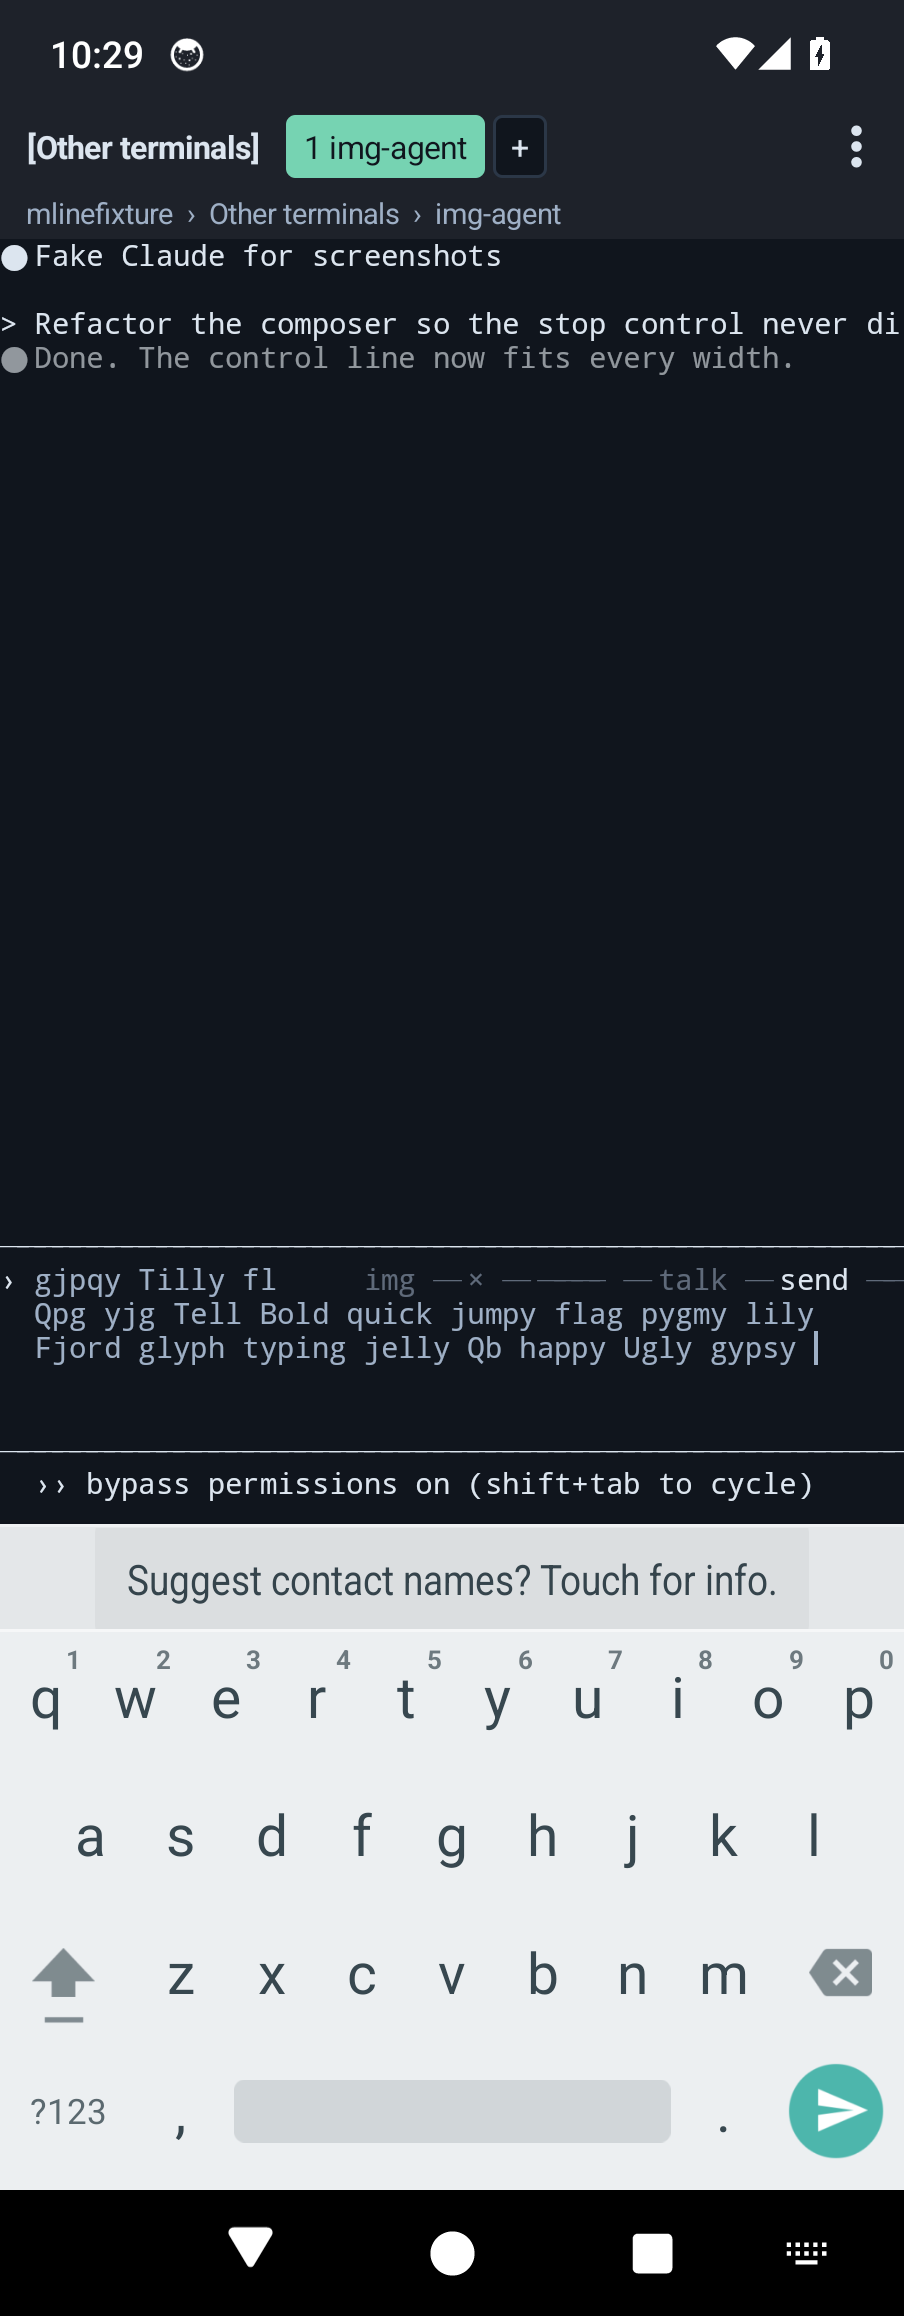 10:29
[Other terminals] 1 img-agent +
mlinefixture › Other terminals › img-agent
Fake Claude for screenshots
> Refactor the composer so the stop control never di
Done. The control line now fits every width.
› gjpqy Tilly fl img × talk send
Qpg yjg Tell Bold quick jumpy flag pygmy lily
Fjord glyph typing jelly Qb happy Ugly gypsy
›› bypass permissions on (shift+tab to cycle)
Suggest contact names? Touch for info.
1 2 3 4 5 6 7 8 9 0
q w e r t y u i o p
a s d f g h j k l
z x c v b n m
?123 , .